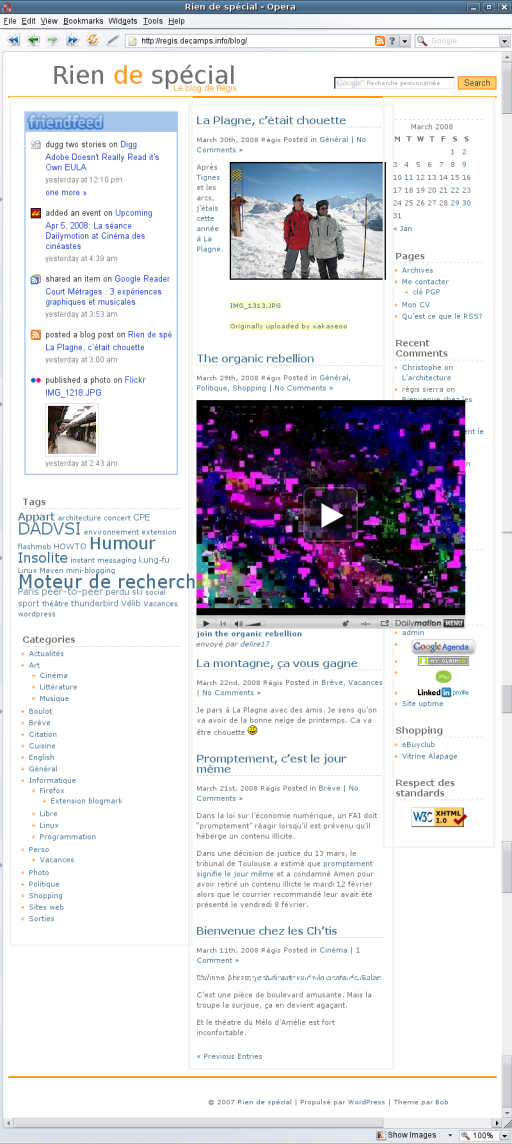 Rien de spécial - Opera
File Edit View Bookmarks Widgets Tools Help
http://regis.decamps.info/blog/
Google
Rien de spécial
Le blog de Régis
Google Recherche personnalisée
Search
friendfeed
dugg two stories on Digg
Adobe Doesn't Really Read it's
Own EULA
yesterday at 12:10 pm
one more »
added an event on Upcoming
Apr 5, 2008: La séance
Dailymotion at Cinéma des
cinéastes
yesterday at 4:39 am
shared an item on Google Reader
Court Métrages : 3 expériences
graphiques et musicales
yesterday at 3:53 am
posted a blog post on Rien de spé
La Plagne, c'était chouette
yesterday at 3:00 am
published a photo on Flickr
IMG_1218.JPG
yesterday at 2:43 am
Tags
Appart architecture concert CPE
DADVSI environnement extension
flashmob HOWTO Humour
Insolite instant messaging kung-fu
Linux Maven mini-blogging
Moteur de recherch
Paris peer-to-peer perdu ski social
sport théâtre thunderbird Vélib Vacances
wordpress
Categories
Actualités
Art
Cinéma
Littérature
Musique
Boulot
Brève
Citation
Cuisine
English
Général
Informatique
Firefox
Extension blogmark
Libre
Linux
Programmation
Perso
Vacances
Photo
Politique
Shopping
Sites web
Sorties
La Plagne, c'était chouette
March 30th, 2008 Régis Posted in Général | No
Comments »
Après
Tignes
et les
arcs,
j'étais
cette
année
à La
Plagne.
IMG_1313.JPG
Originally uploaded by vakaseoo
The organic rebellion
March 29th, 2008 Régis Posted in Général,
Politique, Shopping | No Comments »
Dailymotion MENU
join the organic rebellion
envoyé par delire17
La montagne, ça vous gagne
March 22nd, 2008 Régis Posted in Brève, Vacances
| No Comments »
Je pars à La Plagne avec des amis. Je sens qu'on
va avoir de la bonne neige de printemps. Ca va
être chouette
Promptement, c'est le jour
même
March 21st, 2008 Régis Posted in Brève | No
Comments »
Dans la loi sur l'économie numérique, un FAI doit
"promptement" réagir lorsqu'il est prévenu qu'il
héberge un contenu illicite.
Dans une décision de justice du 13 mars, le
tribunal de Toulouse a estimé que promptement
signifie le jour même et a condamné Amen pour
avoir retiré un contenu illicite le mardi 12 février
alors que le courrier recommendé leur avait été
présenté le vendredi 8 février.
Bienvenue chez les Ch'tis
March 11th, 2008 Régis Posted in Cinéma | 1
Comment »
C'est une pièce de boulevard amusante. Mais la
troupe la surjoue, ça en devient agaçant.
Et le théatre du Mélo d'Amélie est fort
inconfortable.
« Previous Entries
March 2008
M T W T F S S
1 2
3 4 5 6 7 8 9
10 11 12 13 14 15 16
17 18 19 20 21 22 23
24 25 26 27 28 29 30
31
« Jan
Pages
Archives
Me contacter
clé PGP
Mon CV
Qu'est ce que le RSS?
Recent
Comments
Christophe on
L'architecture
régis sierra on
Bienvenue chez les
nt le
n
admin
Google Agenda
MY CLAIMID
Linked in profile
Site uptime
Shopping
eBuyclub
Vitrine Alapage
Respect des
standards
W3C XHTML
1.0
© 2007 Rien de spécial | Propulsé par WordPress | Theme par Bob
Show Images 100%